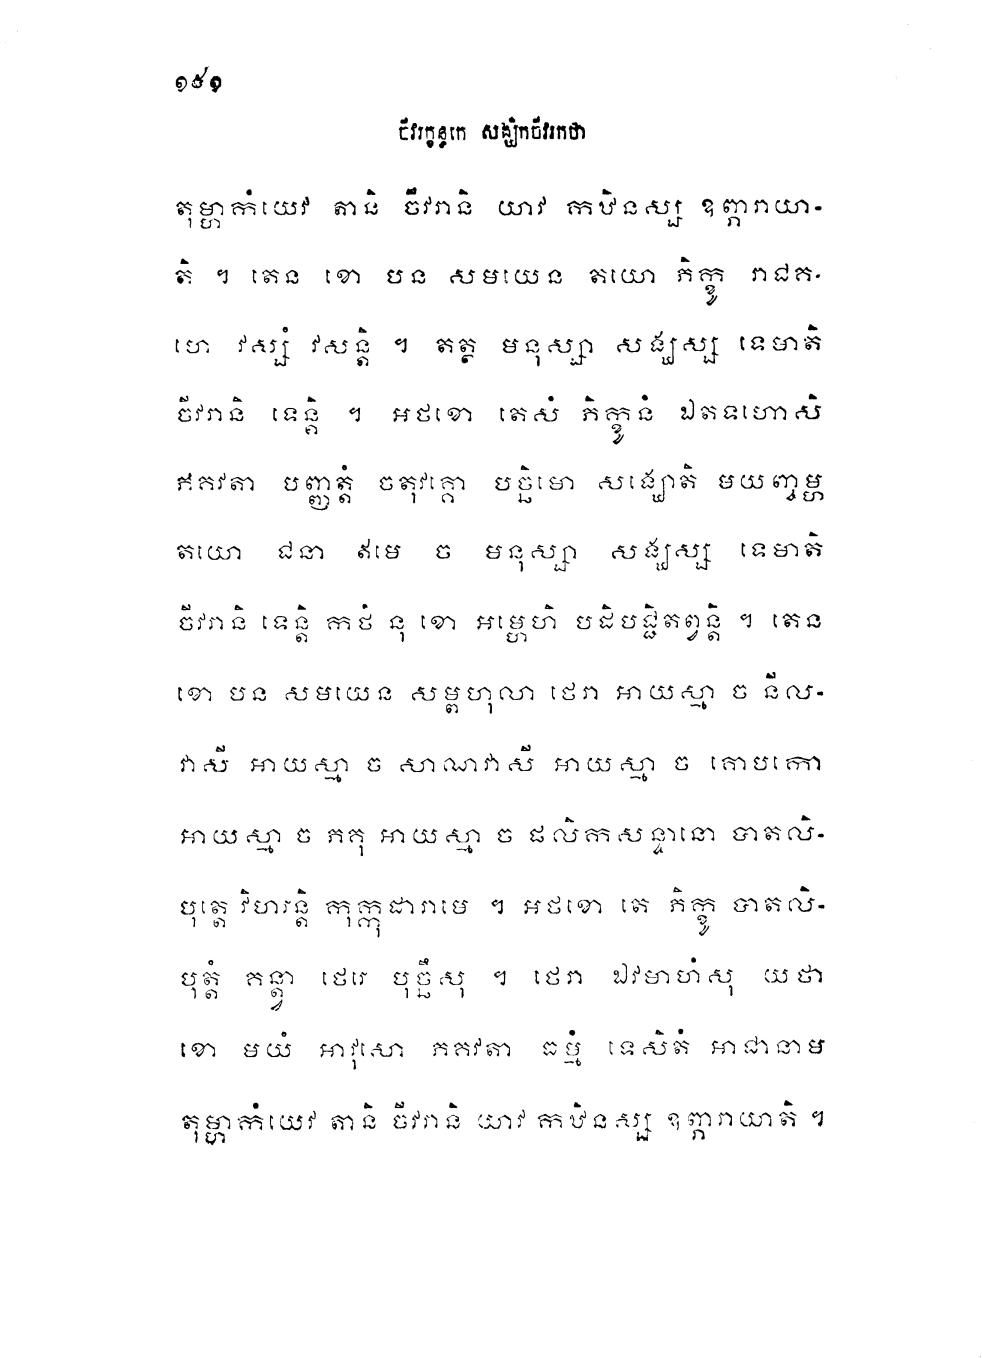 ១៩១
ចីវរក្ខន្ធកេ សង្ឃិកចីវរកថា
តុម្ហាកំយេវ តានិ ចីវរានិ យាវ កឋិនស្ស ឧញារាយា-
តិ ។ តេន ខោ បន សមយេន តយោ ភិក្ខូ រាជគ-
ហេ វស្សំ វសន្តិ ។ តត្ថ មនុស្សា សង្ឃស្ស ទេមាតិ
ចីវរានិ ទេន្តិ ។ អថខោ តេសំ ភិក្ខូនំ ឯតទហោសិ
ភគវតា បញ្ញត្តំ ចតុវគ្គោ បច្ឆិមោ សង្ឃោតិ មយញ្ចម្ហ
តយោ ជនា ឥមេ ច មនុស្សា សង្ឃស្ស ទេមាតិ
ចីវរានិ ទេន្តិ កថំ នុ ខោ អម្ហេហិ បដិបជ្ជិតព្វន្តិ ។ តេន
ខោ បន សមយេន សម្ពហុលា ថេរា អាយស្មា ច នីល-
វាសី អាយស្មា ច សាណវាសី អាយស្មា ច គោបកោ
អាយស្មា ច ភគុ អាយស្មា ច ផលិកសន្ទានោ បាតលិ-
បុត្តេ វិហរន្តិ កុក្កុដារាមេ ។ អថខោ តេ ភិក្ខូ បាតលិ-
បុត្តំ គន្ត្វា ថេរេ បុច្ឆឹសុ ។ ថេរា ឯវមាហំសុ យថា
ខោ មយំ អាវុសោ ភគវតា ធម្មំ ទេសិតំ អាជានាម
តុម្ហាកំយេវ តានិ ចីវរានិ យាវ កឋិនស្ស ឧញារាយាតិ ។